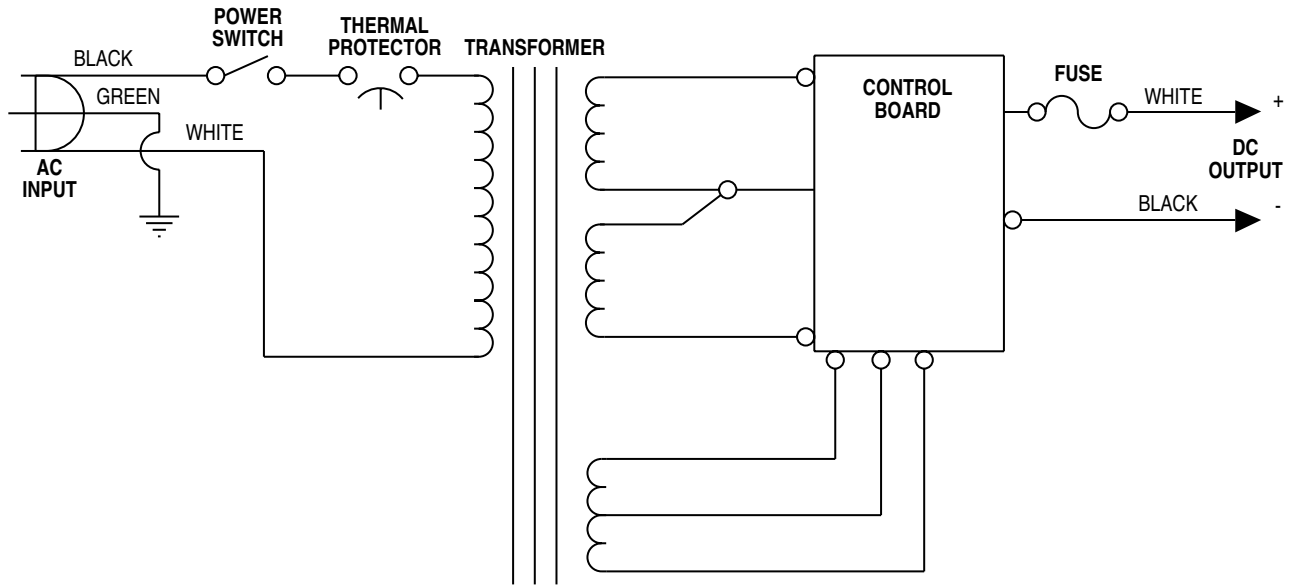 POWER
SWITCH
THERMAL
PROTECTOR
TRANSFORMER
BLACK
GREEN
WHITE
AC
INPUT
CONTROL
BOARD
FUSE
WHITE
+
DC
OUTPUT
BLACK
-